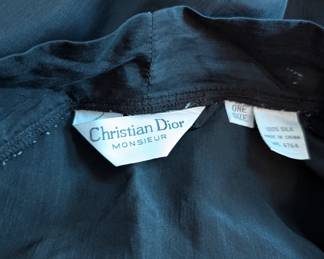 Christian Dior
MONSIEUR
ONE
SIZE
100% SILK
MADE IN CHINA